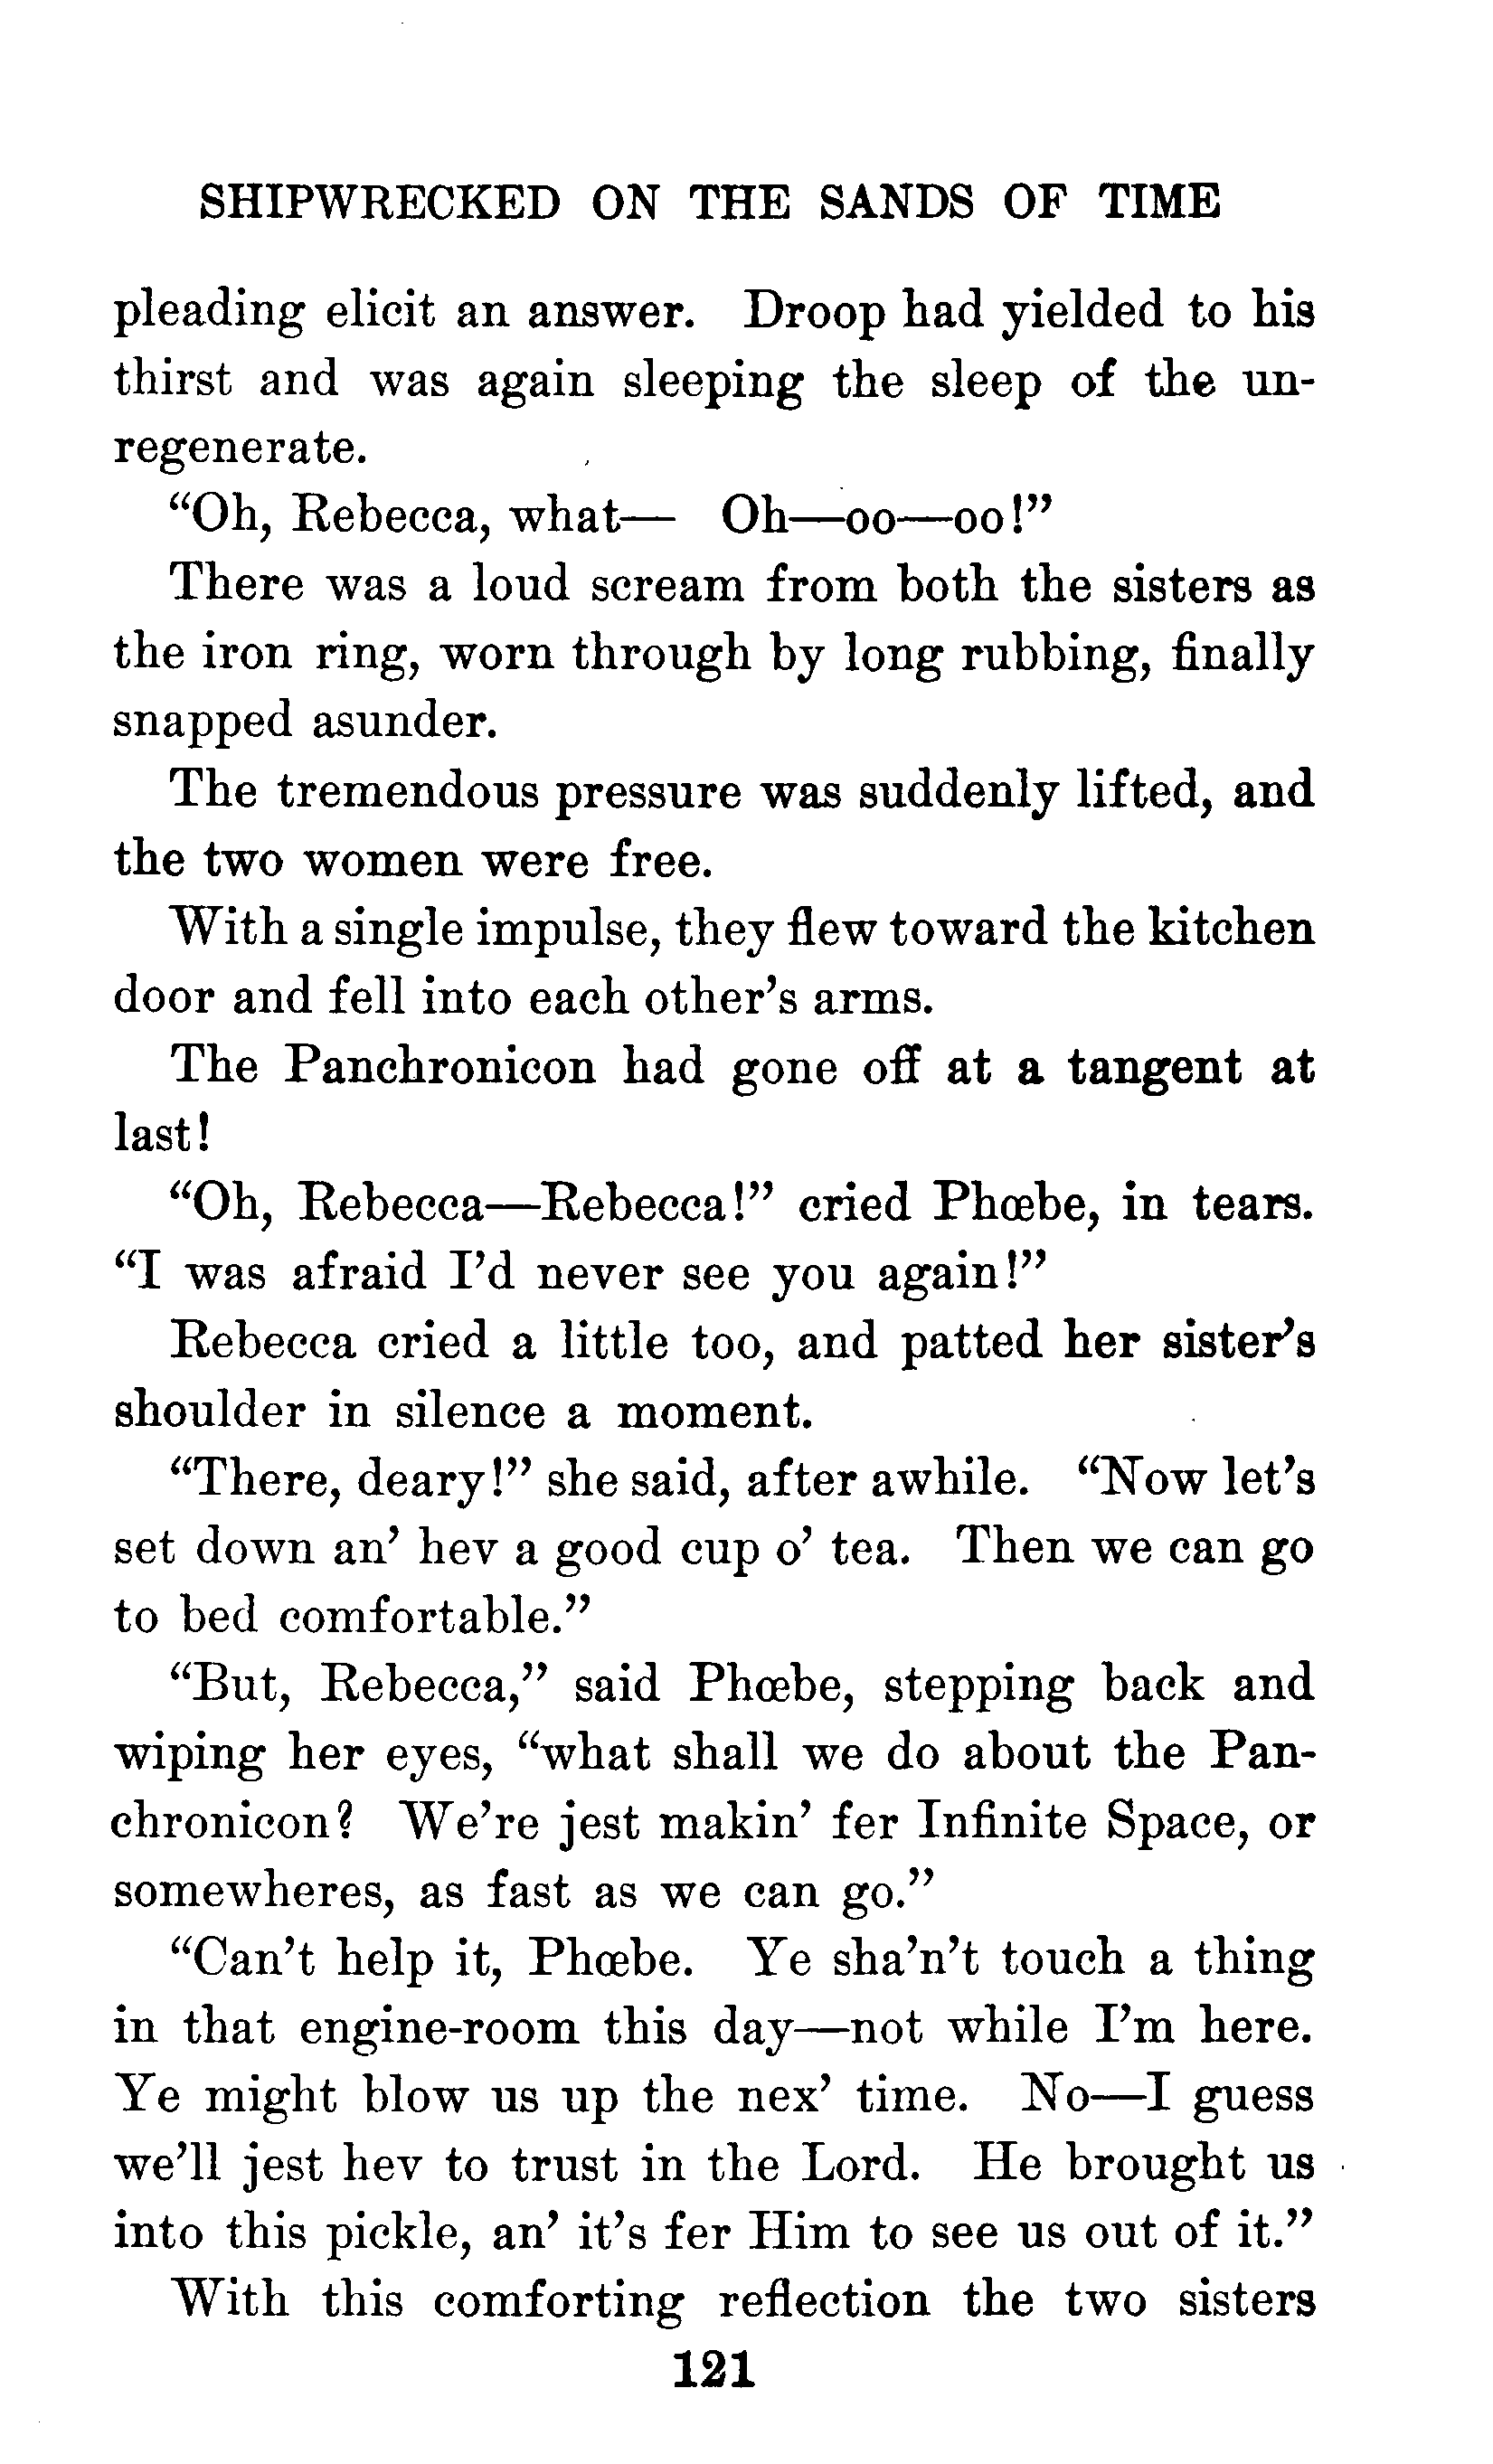 SHIPWRECKED ON THE SANDS OF TIME
pleading elicit an answer. Droop had yielded to his
thirst and was again sleeping the sleep of the un-
regenerate.
“Oh, Rebecca, what— Oh—oo—oo!”
There was a loud scream from both the sisters as
the iron ring, worn through by long rubbing, finally
snapped asunder.
The tremendous pressure was suddenly lifted, and
the two women were free.
With a single impulse, they flew toward the kitchen
door and fell into each other’s arms.
The Panchronicon had gone off at a tangent at
last!
“Oh, Rebecca—Rebecca!” cried Phœbe, in tears.
“I was afraid I’d never see you again!”
Rebecca cried a little too, and patted her sister’s
shoulder in silence a moment.
“There, deary!” she said, after awhile. “Now let’s
set down an’ hev a good cup o’ tea. Then we can go
to bed comfortable.”
“But, Rebecca,” said Phœbe, stepping back and
wiping her eyes, “what shall we do about the Pan-
chronicon? We’re jest makin’ fer Infinite Space, or
somewheres, as fast as we can go.”
“Can’t help it, Phœbe. Ye sha’n’t touch a thing
in that engine-room this day—not while I’m here.
Ye might blow us up the nex’ time. No—I guess
we’ll jest hev to trust in the Lord. He brought us
into this pickle, an’ it’s fer Him to see us out of it.”
With this comforting reflection the two sisters
121